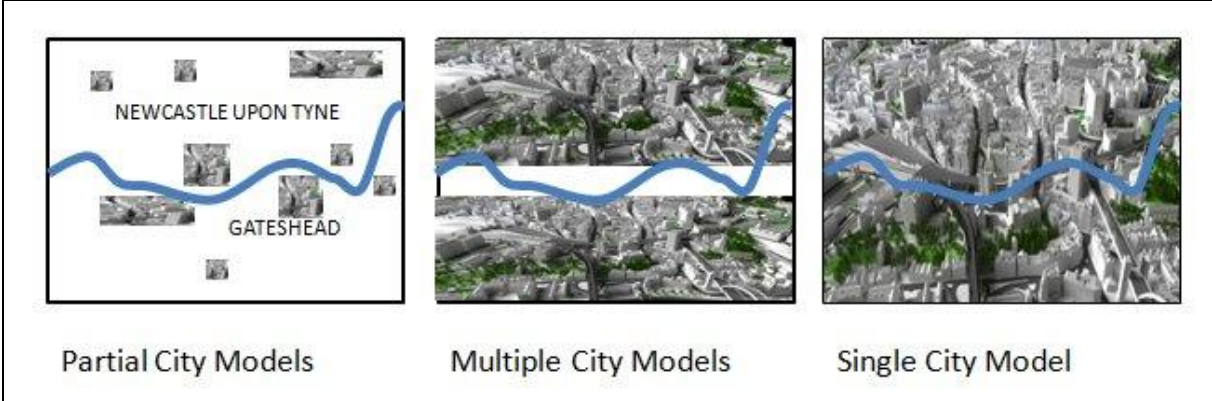 NEWCASTLE UPON TYNE
GATESHEAD
Partial City Models
Multiple City Models
Single City Model